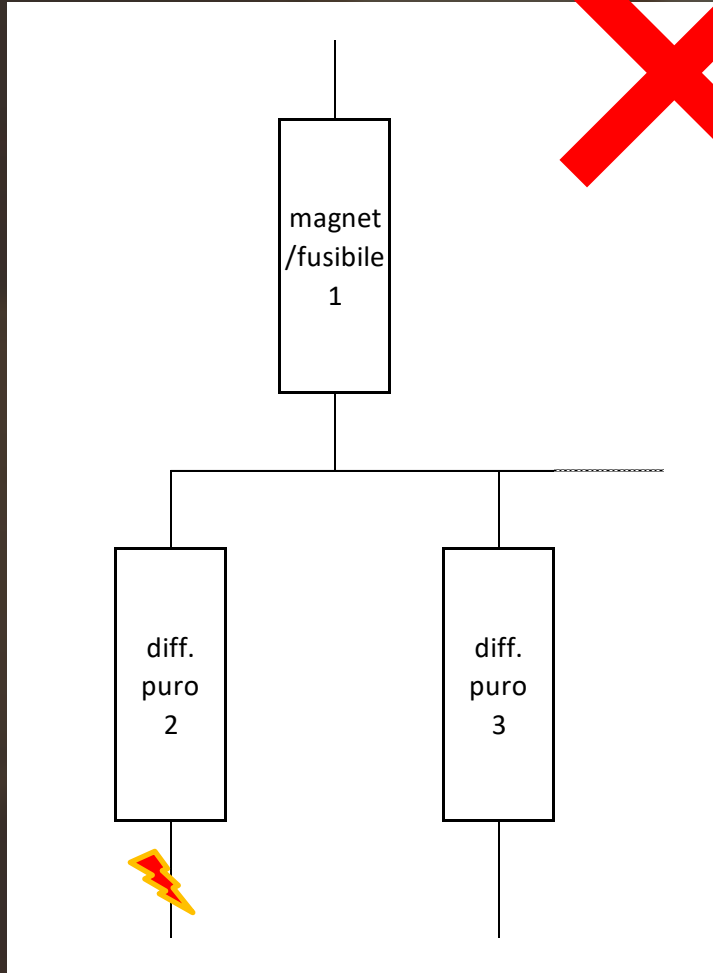 magnet
/fusibile
1
diff.
puro
2
diff.
puro
3